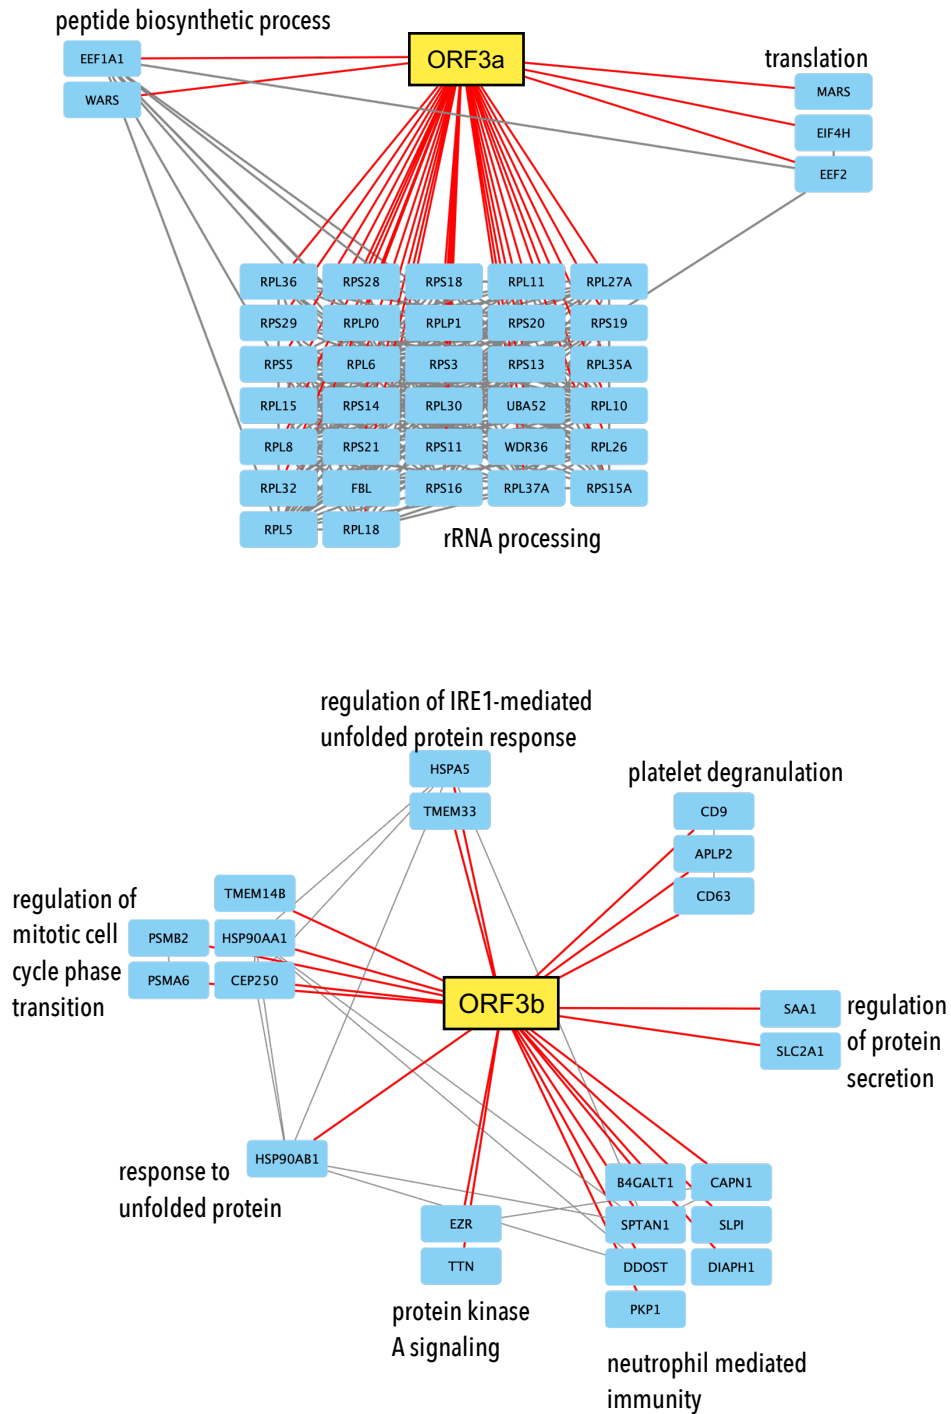 peptide biosynthetic process
EEF1A1
WARS
ORF3a
translation
MARS
EIF4H
EEF2
RPL36 RPS28 RPS18 RPL11 RPL27A
RPS29 RPLP0 RPLP1 RPS20 RPS19
RPS5 RPL6 RPS3 RPS13 RPL35A
RPL15 RPS14 RPL30 UBA52 RPL10
RPL8 RPS21 RPS11 WDR36 RPL26
RPL32 FBL RPS16 RPL37A RPS15A
RPL5 RPL18
rRNA processing
regulation of IRE1-mediated
unfolded protein response
HSPA5
TMEM33
platelet degranulation
CD9
APLP2
CD63
regulation of
mitotic cell
cycle phase
transition
TMEM14B
PSMB2 HSP90AA1
PSMA6 CEP250
ORF3b
SAA1
SLC2A1
regulation
of protein
secretion
HSP90AB1
response to
unfolded protein
EZR
TTN
protein kinase
A signaling
B4GALT1 CAPN1
SPTAN1 SLPI
DDOST DIAPH1
PKP1
neutrophil mediated
immunity